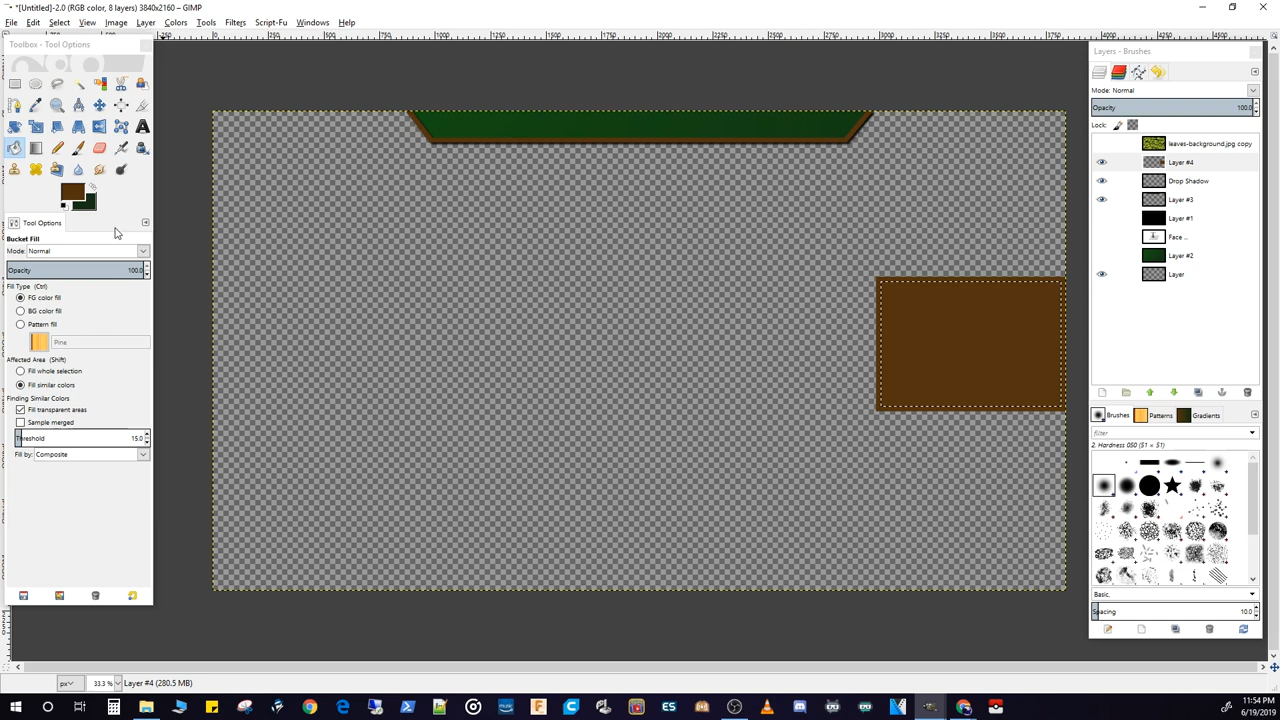 *[Untitled]-2.0 (RGB color, 8 layers) 3840x2160 – GIMP
File Edit Select View Image Layer Colors Tools Filters Script-Fu Windows Help
Toolbox - Tool Options
Tool Options
Bucket Fill
Mode: Normal
Opacity 100.0
Fill Type (Ctrl)
FG color fill
BG color fill
Pattern fill
Pine
Affected Area (Shift)
Fill whole selection
Fill similar colors
Finding Similar Colors
Fill transparent areas
Sample merged
Threshold 15.0
Fill by: Composite
Layers - Brushes
Mode: Normal
Opacity 100.0
Lock:
leaves-background.jpg copy
Layer #4
Drop Shadow
Layer #3
Layer #1
Face ...
Layer #2
Layer
Brushes Patterns Gradients
filter
2. Hardness 050 (51 × 51)
Basic,
Spacing 10.0
px 33.3 % Layer #4 (280.5 MB)
11:54 PM
6/19/2019